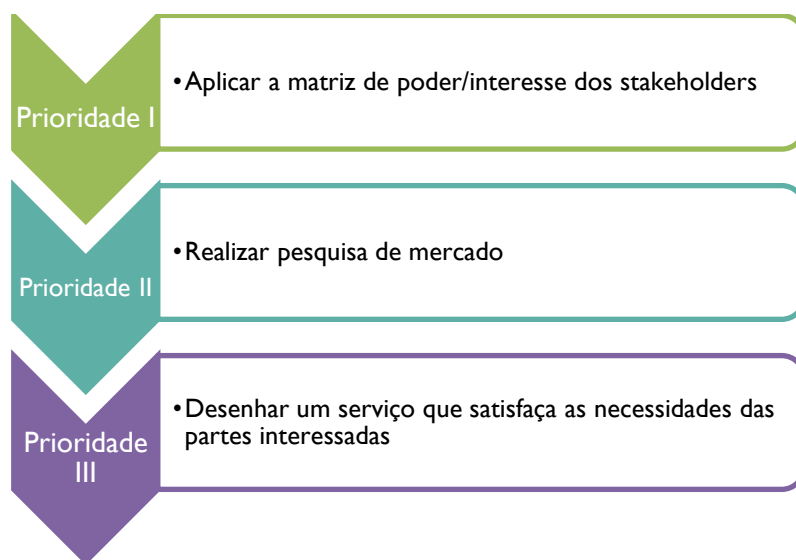 Prioridade I
•Aplicar a matriz de poder/interesse dos stakeholders
Prioridade II
•Realizar pesquisa de mercado
Prioridade
III
•Desenhar um serviço que satisfaça as necessidades das
partes interessadas